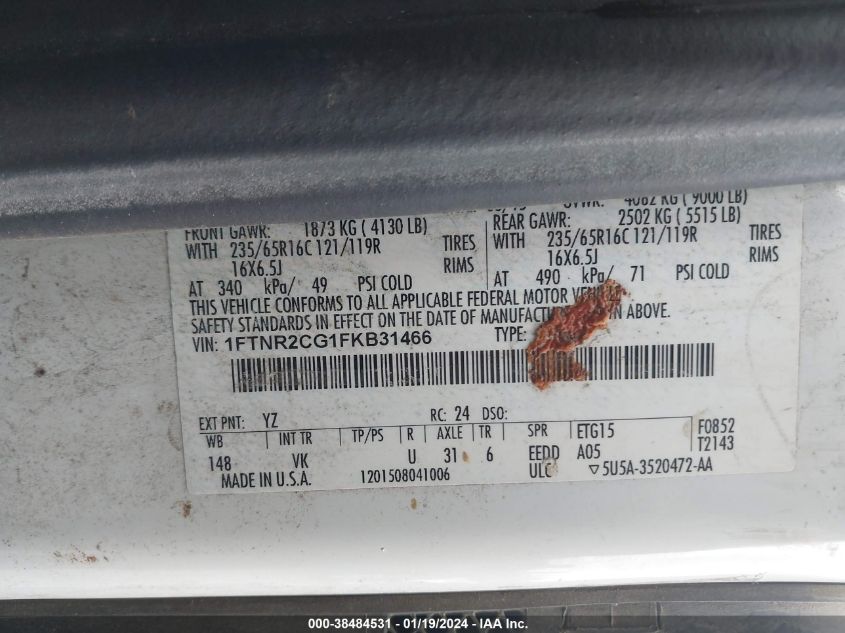 GVWR: 4082 KG ( 9000 LB)
FRONT GAWR: 1873 KG ( 4130 LB)
REAR GAWR: 2502 KG ( 5515 LB)
WITH 235/65R16C 121/119R TIRES
WITH 235/65R16C 121/119R TIRES
16X6.5J RIMS
16X6.5J RIMS
AT 340 kPa/ 49 PSI COLD
AT 490 kPa/ 71 PSI COLD
THIS VEHICLE CONFORMS TO ALL APPLICABLE FEDERAL MOTOR
SAFETY STANDARDS IN EFFECT ON THE DATE OF IN ABOVE.
VIN: 1FTNR2CG1FKB31466 TYPE:
EXT PNT: YZ RC: 24 DSO:
WB INT TR TP/PS R AXLE TR SPR ETG15 F0852
148 VK U 31 6 EEDD A05 T2143
MADE IN U.S.A. 1201508041006 ULC ▽5U5A-3520472-AA
000-38484531 - 01/19/2024 - IAA Inc.